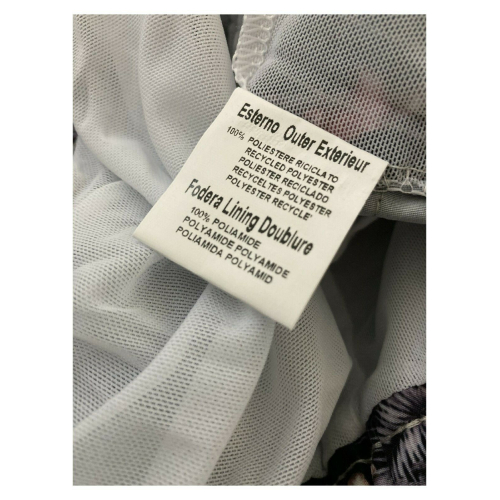 Esterno Outer Exterieur
100% POLIESTERE RICICLATO
RECYCLED POLYESTER
POLIESTER RECICLADO
RECYCELTES POLYESTER
POLYESTER RECYCLE'
Fodera Lining Doublure
100% POLIAMIDE
POLYAMIDE POLYAMIDE
POLIAMIDA POLYAMID